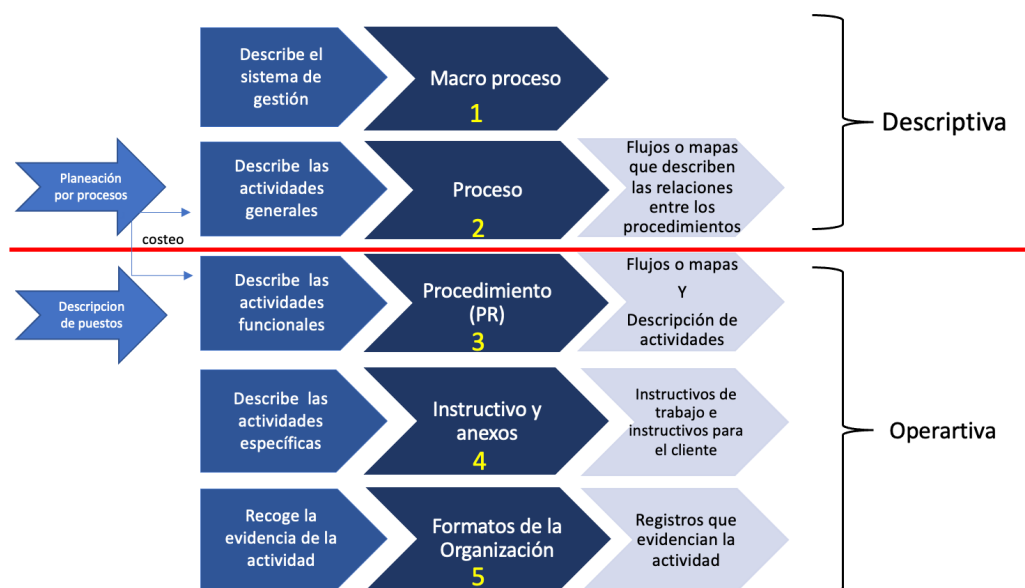 Describe el
sistema de
gestión
Macro proceso
1
Descriptiva
Planeación
por procesos
Describe las
actividades
generales
Proceso
2
Flujos o mapas
que describen
las relaciones
entre los
procedimientos
costeo
Descripcion
de puestos
Describe las
actividades
funcionales
Procedimiento
(PR)
3
Flujos o mapas
Y
Descripción de
actividades
Describe las
actividades
específicas
Instructivo y
anexos
4
Instructivos de
trabajo e
instructivos para
el cliente
Operartiva
Recoge la
evidencia de la
actividad
Formatos de la
Organización
5
Registros que
evidencian la
actividad